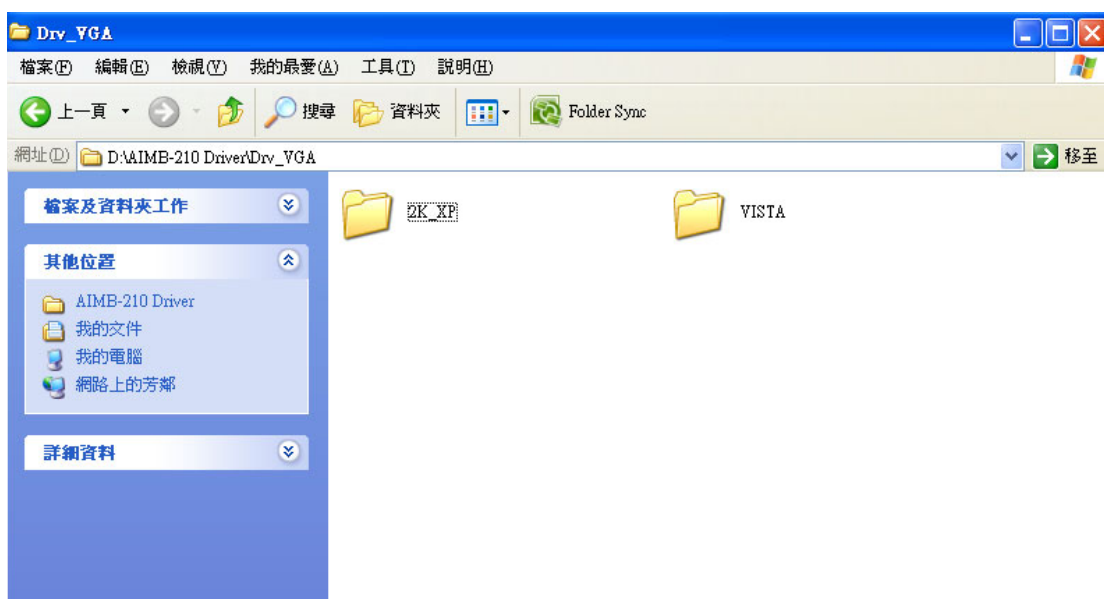 Drv_VGA
檔案(F) 編輯(E) 檢視(V) 我的最愛(A) 工具(T) 說明(H)
上一頁 搜尋 資料夾 Folder Sync
網址(D) D:\AIMB-210 Driver\Drv_VGA 移至
檔案及資料夾工作
其他位置
AIMB-210 Driver
我的文件
我的電腦
網路上的芳鄰
詳細資料
2K_XP VISTA